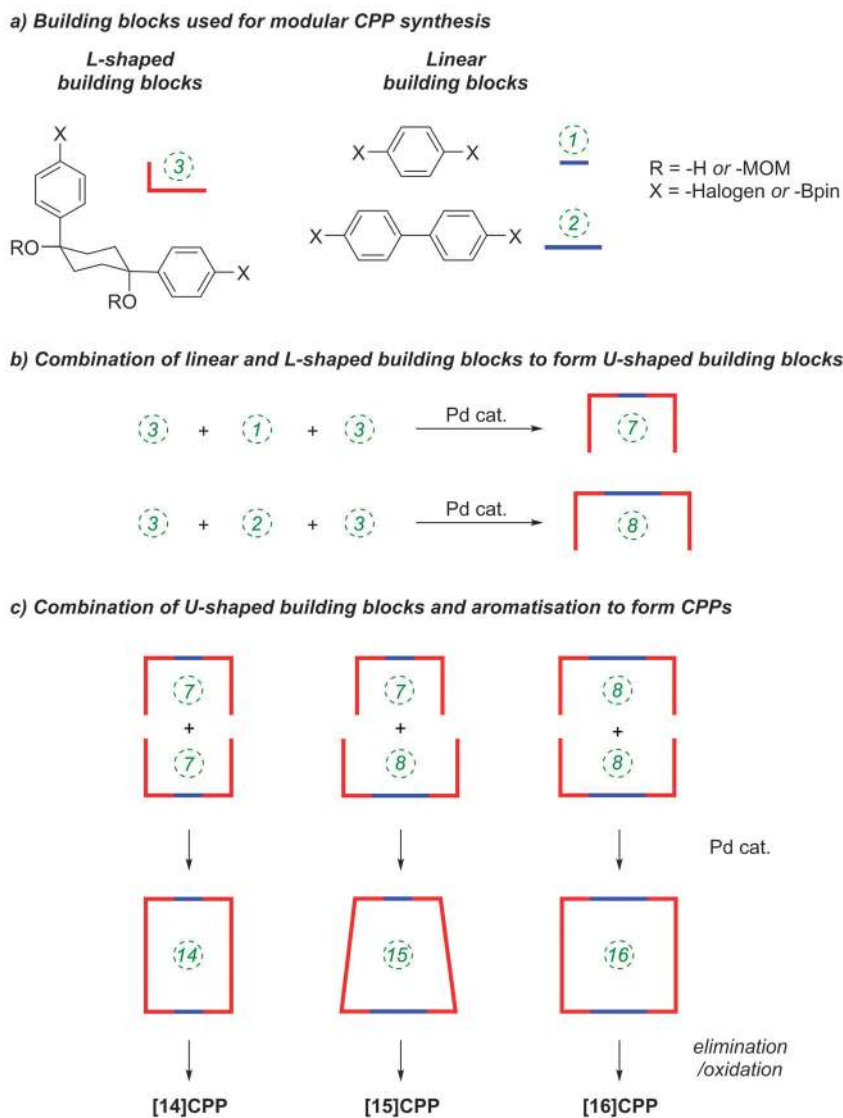 a) Building blocks used for modular CPP synthesis
L-shaped
building blocks
Linear
building blocks
X
3
RO
RO
X
X
X
1
X
X
2
R = -H or -MOM
X = -Halogen or -Bpin
b) Combination of linear and L-shaped building blocks to form U-shaped building blocks
3 + 1 + 3 Pd cat. 7
3 + 2 + 3 Pd cat. 8
c) Combination of U-shaped building blocks and aromatisation to form CPPs
7 7 8
+ + +
7 8 8
Pd cat.
14 15 16
elimination
/oxidation
[14]CPP [15]CPP [16]CPP